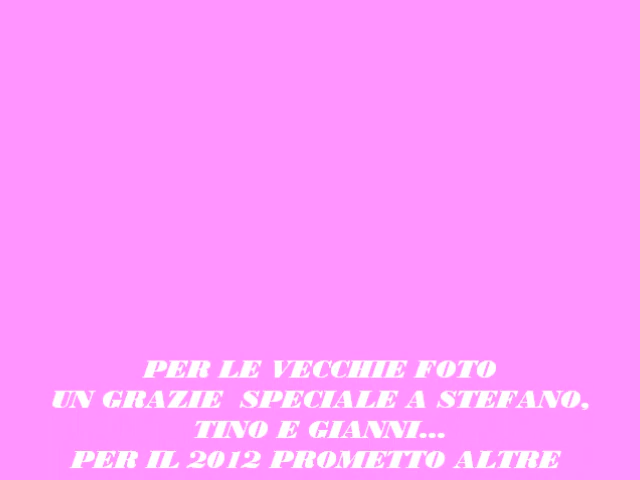 PER LE VECCHIE FOTO
UN GRAZIE  SPECIALE A STEFANO,
TINO E GIANNI...
PER IL 2012 PROMETTO ALTRE